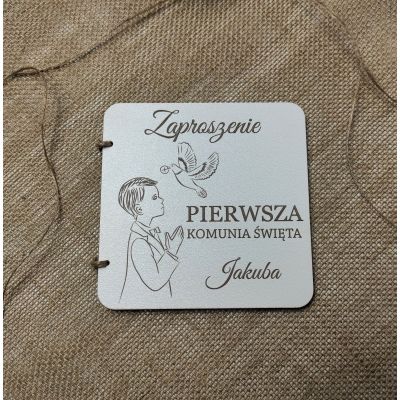 Zaproszenie
PIERWSZA
KOMUNIA ŚWIĘTA
Jakuba